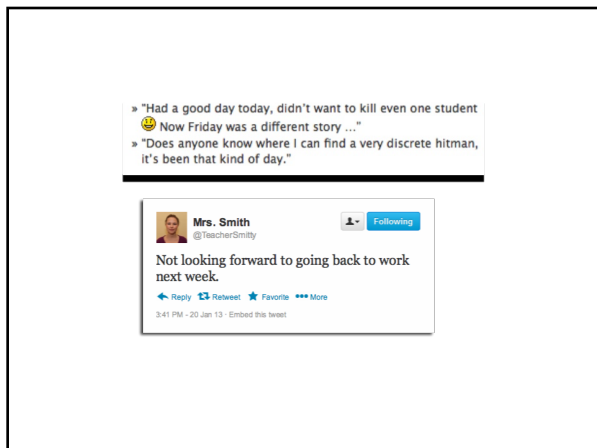 » "Had a good day today, didn't want to kill even one student
😀 Now Friday was a different story ..."
» "Does anyone know where I can find a very discrete hitman,
it's been that kind of day."
Mrs. Smith
@TeacherSmitty
Following
Not looking forward to going back to work
next week.
Reply Retweet Favorite More
3:41 PM - 20 Jan 13 · Embed this tweet